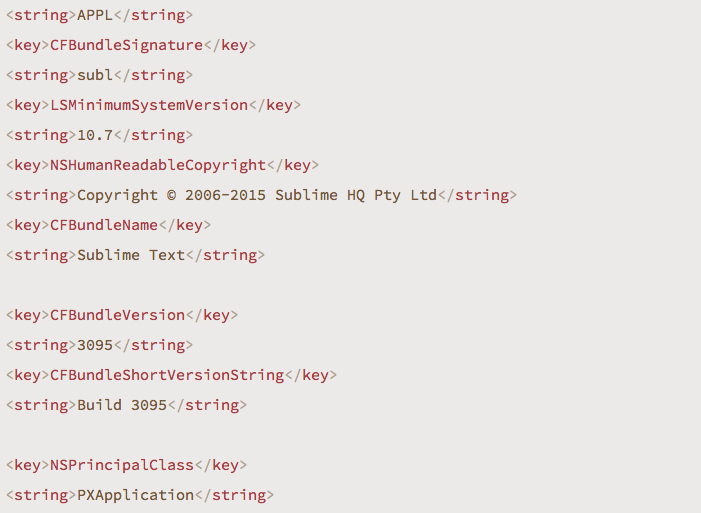 <string>APPL</string>
<key>CFBundleSignature</key>
<string>subl</string>
<key>LSMinimumSystemVersion</key>
<string>10.7</string>
<key>NSHumanReadableCopyright</key>
<string>Copyright © 2006-2015 Sublime HQ Pty Ltd</string>
<key>CFBundleName</key>
<string>Sublime Text</string>
<key>CFBundleVersion</key>
<string>3095</string>
<key>CFBundleShortVersionString</key>
<string>Build 3095</string>
<key>NSPrincipalClass</key>
<string>PXApplication</string>